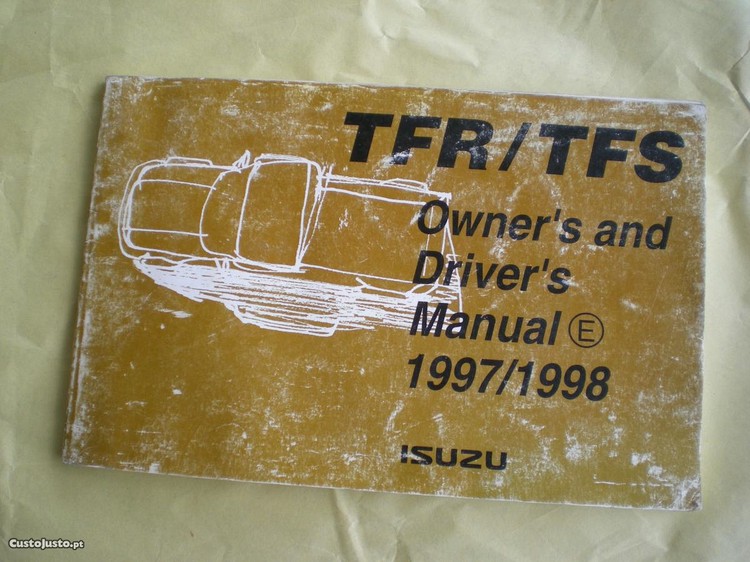 TFR/TFS
Owner's and
Driver's
Manual Ⓔ
1997/1998
ISUZU
CustoJusto.pt